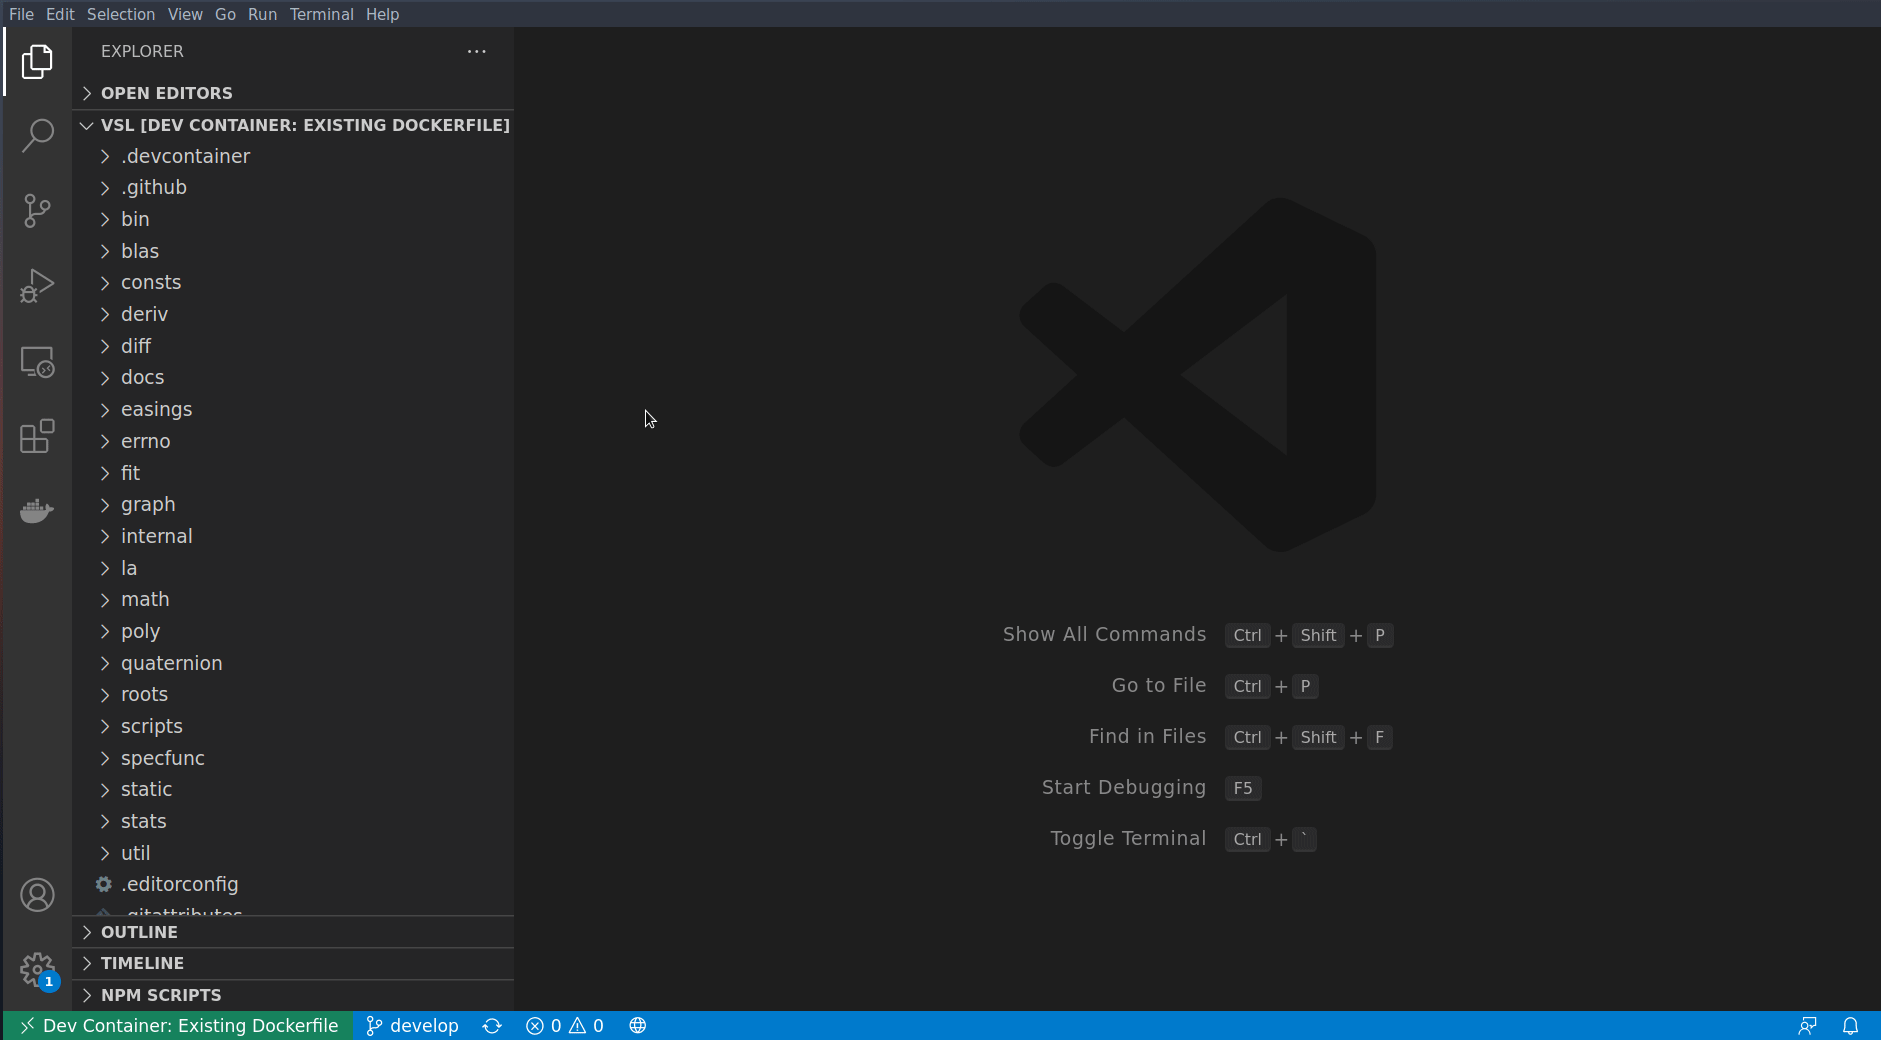 File Edit Selection View Go Run Terminal Help
EXPLORER
OPEN EDITORS
VSL [DEV CONTAINER: EXISTING DOCKERFILE]
.devcontainer
.github
bin
blas
consts
deriv
diff
docs
easings
errno
fit
graph
internal
la
math
poly
quaternion
roots
scripts
specfunc
static
stats
util
.editorconfig
.gitattributes
OUTLINE
TIMELINE
NPM SCRIPTS
Show All Commands Ctrl + Shift + P
Go to File Ctrl + P
Find in Files Ctrl + Shift + F
Start Debugging F5
Toggle Terminal Ctrl + `
1
Dev Container: Existing Dockerfile develop 0 0